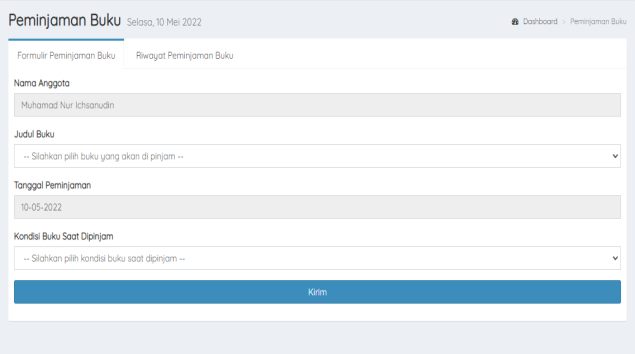 Peminjaman Buku Selasa, 10 Mei 2022
Dashboard > Peminjaman Buku
Formulir Peminjaman Buku Riwayat Peminjaman Buku
Nama Anggota
Muhamad Nur Ichsanudin
Judul Buku
-- Silahkan pilih buku yang akan di pinjam --
Tanggal Peminjaman
10-05-2022
Kondisi Buku Saat Dipinjam
-- Silahkan pilih kondisi buku saat dipinjam --
Kirim